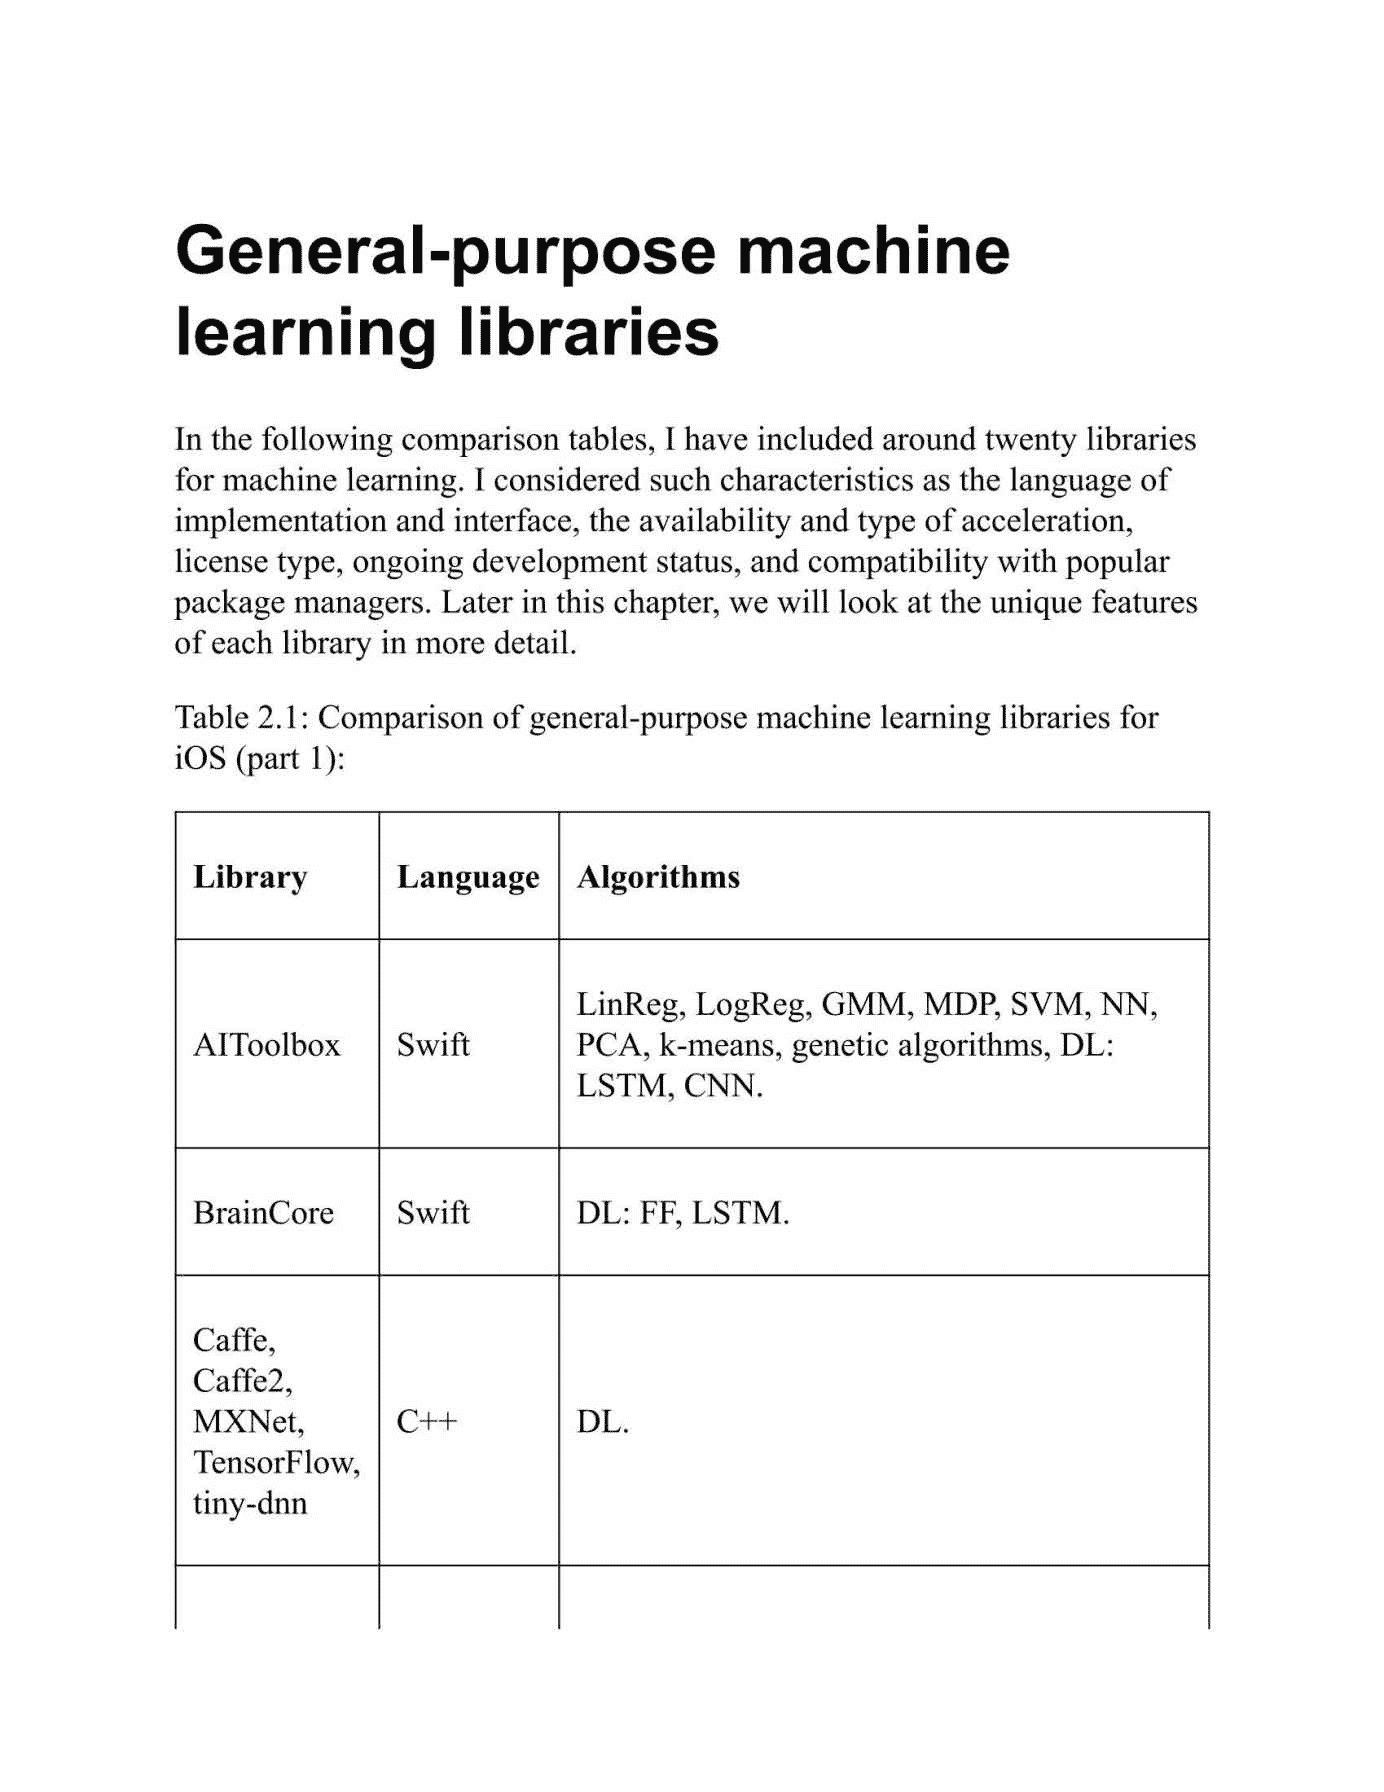 General-purpose machine
learning libraries
In the following comparison tables, I have included around twenty libraries
for machine learning. I considered such characteristics as the language of
implementation and interface, the availability and type of acceleration,
license type, ongoing development status, and compatibility with popular
package managers. Later in this chapter, we will look at the unique features
of each library in more detail.
Table 2.1: Comparison of general-purpose machine learning libraries for
iOS (part 1):
Library Language Algorithms
AIToolbox Swift LinReg, LogReg, GMM, MDP, SVM, NN,
PCA, k-means, genetic algorithms, DL:
LSTM, CNN.
BrainCore Swift DL: FF, LSTM.
Caffe,
Caffe2,
MXNet,
TensorFlow,
tiny-dnn
C++
DL.